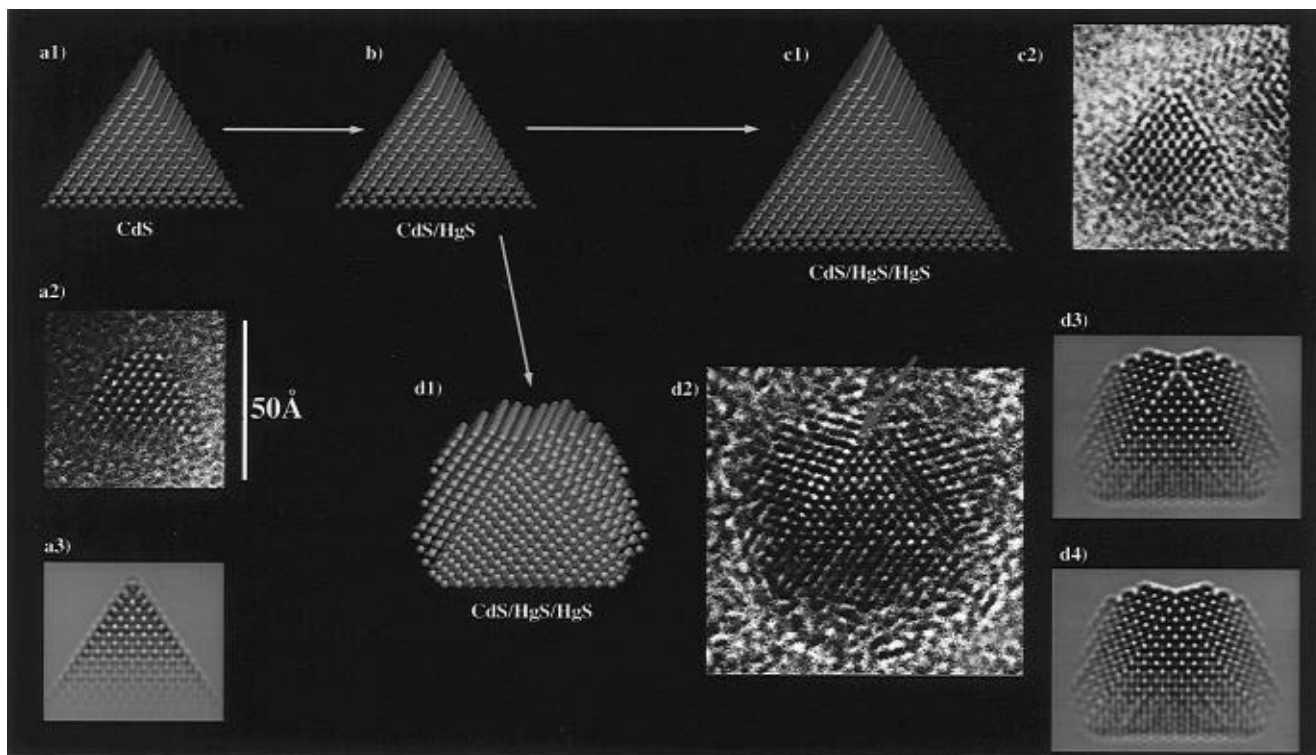 a1)
b)
c1)
c2)
CdS
CdS/HgS
CdS/HgS/HgS
a2)
50Å
d1)
d2)
d3)
a3)
CdS/HgS/HgS
d4)